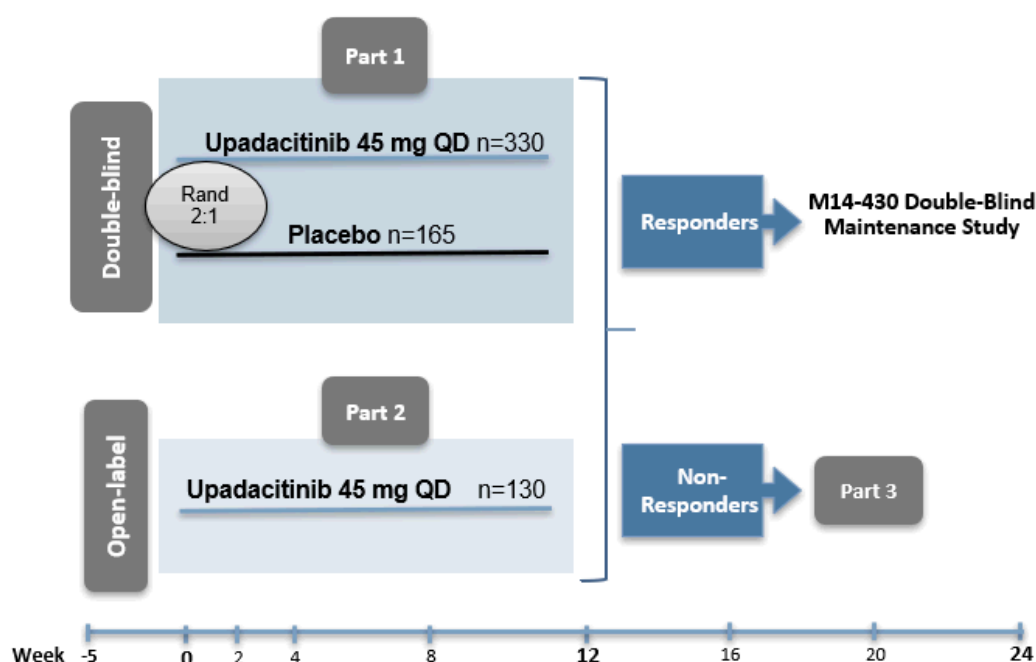 Part 1
Double-blind
Upadacitinib 45 mg QD n=330
Rand
2:1
Placebo n=165
Responders
M14-430 Double-Blind
Maintenance Study
Part 2
Open-label
Upadacitinib 45 mg QD n=130
Non-
Responders
Part 3
Week -5 0 2 4 8 12 16 20 24